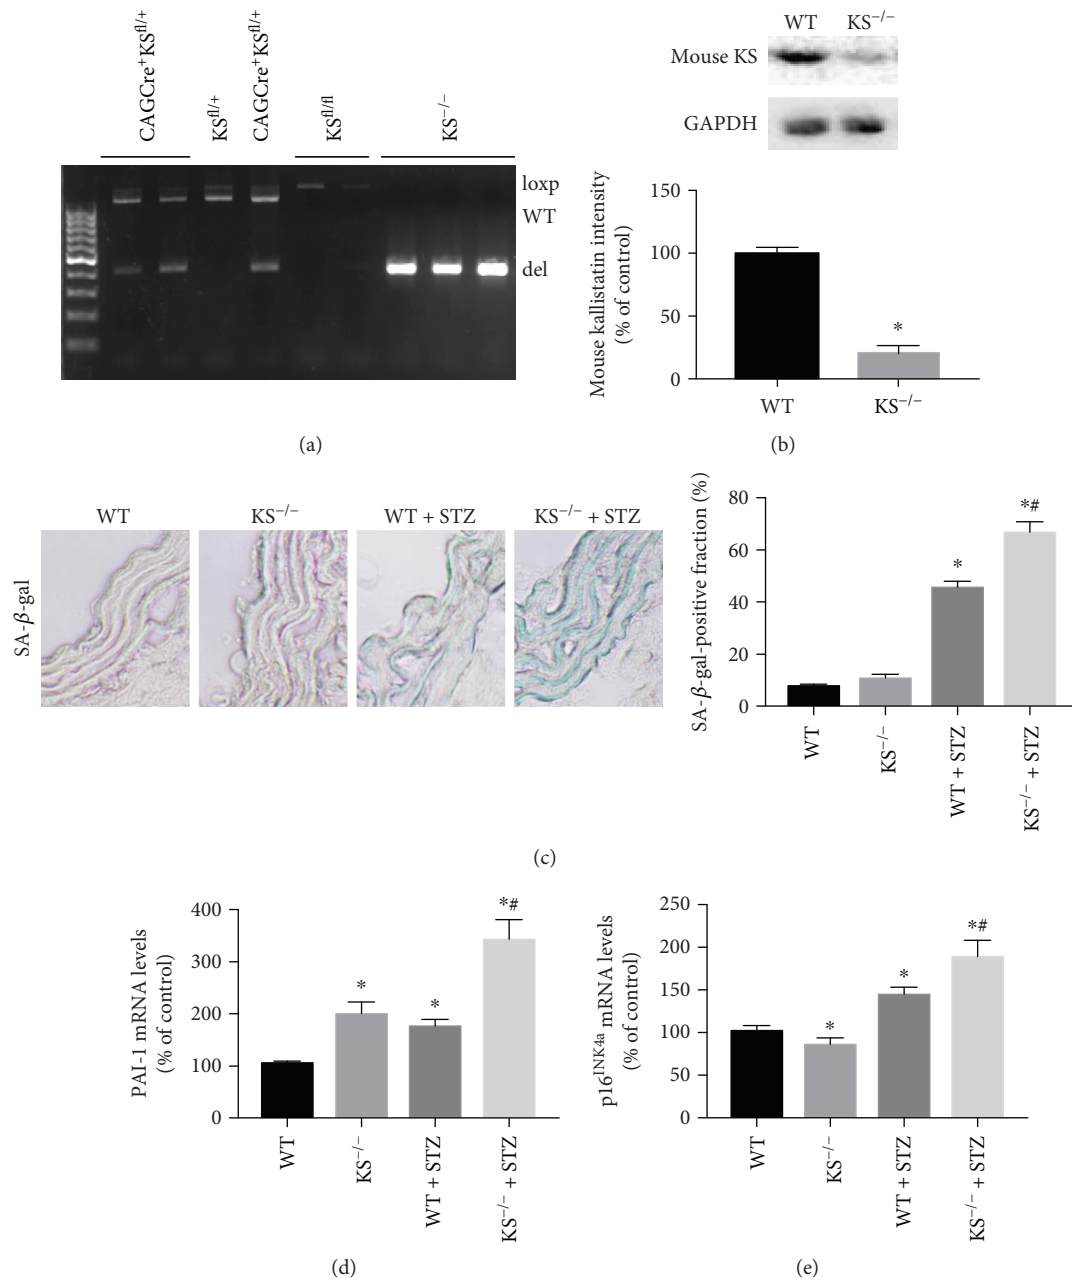 CAGCre⁺KSᶠˡ/⁺
KSᶠˡ/⁺
CAGCre⁺KSᶠˡ/⁺
KSᶠˡ/ᶠˡ
KS⁻/⁻
loxp
WT
del
(a)
WT KS⁻/⁻
Mouse KS
GAPDH
Mouse kallistatin intensity
(% of control)
150
100
50
0
*
WT KS⁻/⁻
(b)
WT KS⁻/⁻ WT + STZ KS⁻/⁻ + STZ
SA-β-gal
SA-β-gal-positive fraction (%)
80
60
40
20
0
*
*#
WT
KS⁻/⁻
WT + STZ
KS⁻/⁻ + STZ
(c)
PAI-1 mRNA levels
(% of control)
400
300
200
100
0
*
*
*#
WT
KS⁻/⁻
WT + STZ
KS⁻/⁻ + STZ
(d)
p16ᴵᴺᴷ⁴ᵃ mRNA levels
(% of control)
250
200
150
100
50
0
*
*
*#
WT
KS⁻/⁻
WT + STZ
KS⁻/⁻ + STZ
(e)